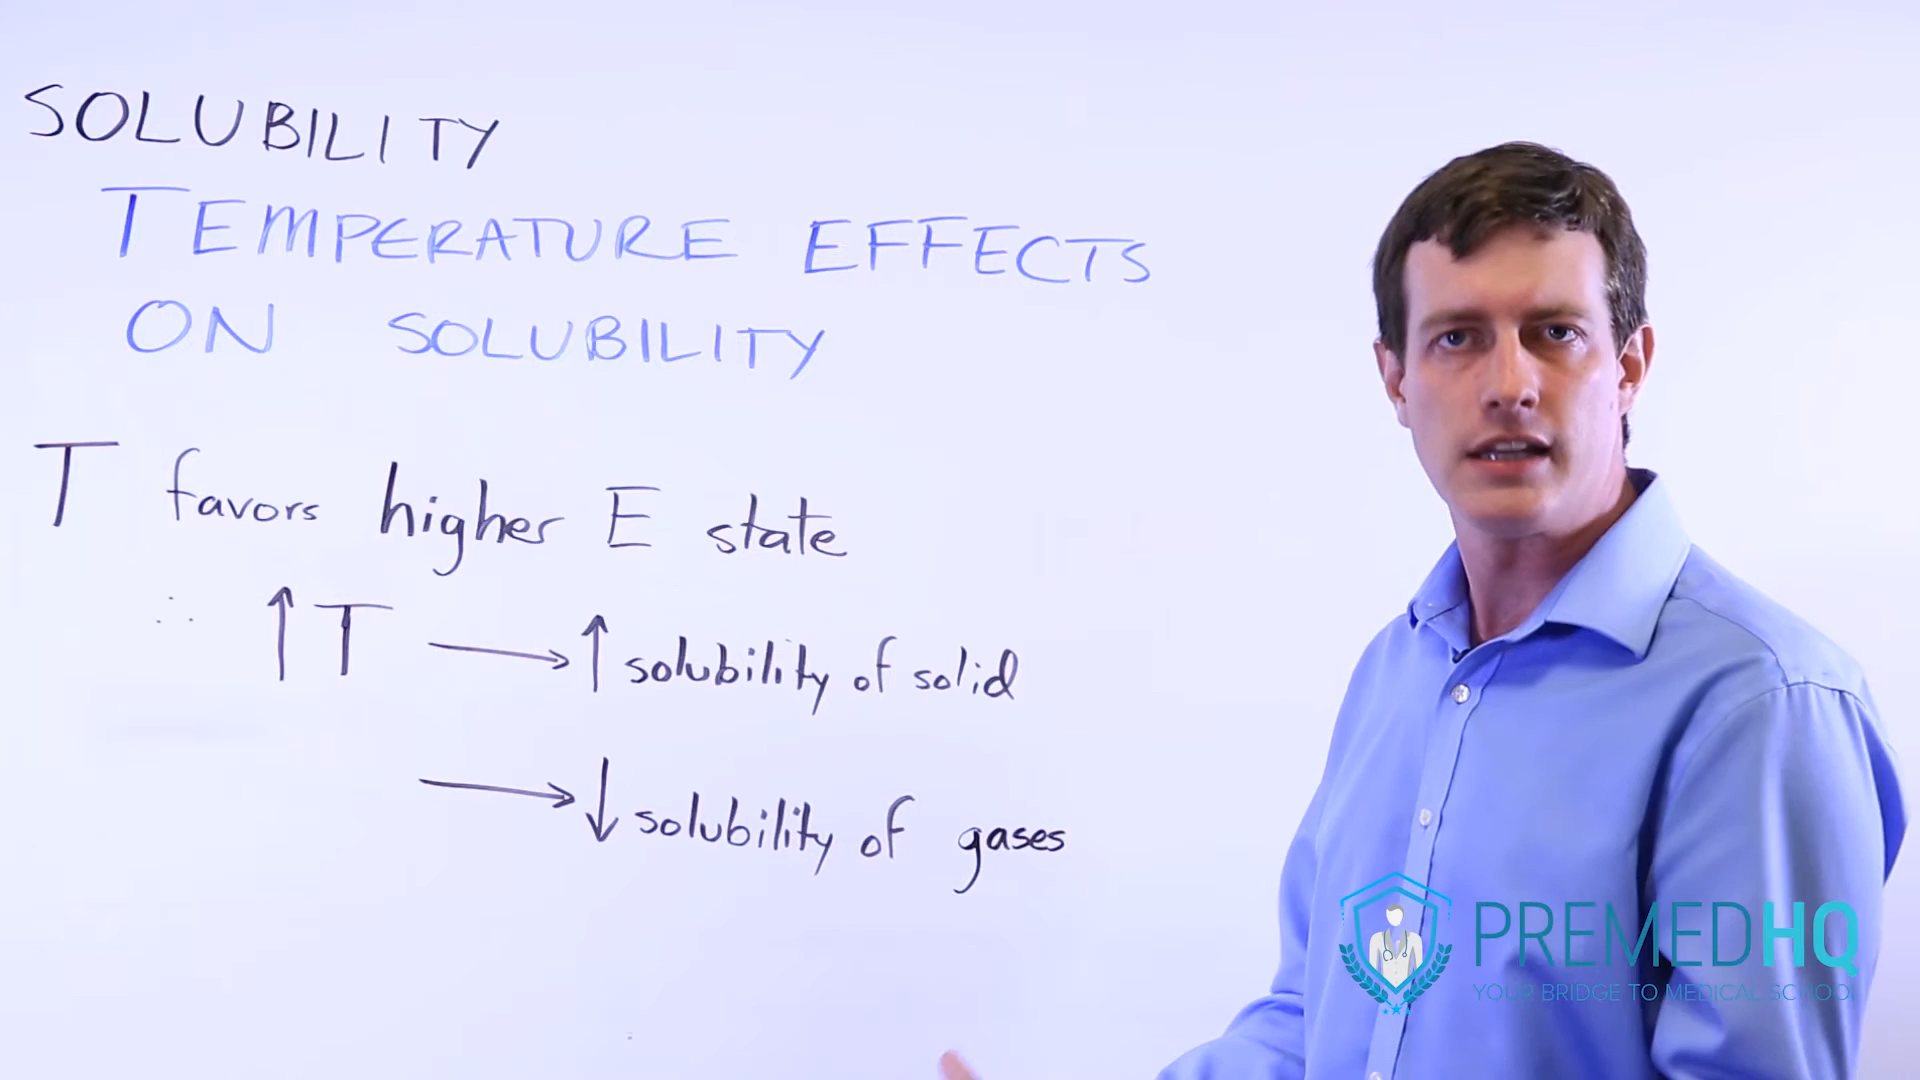 SOLUBILITY
TEMPERATURE EFFECTS
ON SOLUBILITY
T favors higher E state
∴ ↑ T → ↑ solubility of solid
→ ↓ solubility of gases
PREMEDHQ
YOUR BRIDGE TO MEDICAL SCHOOL